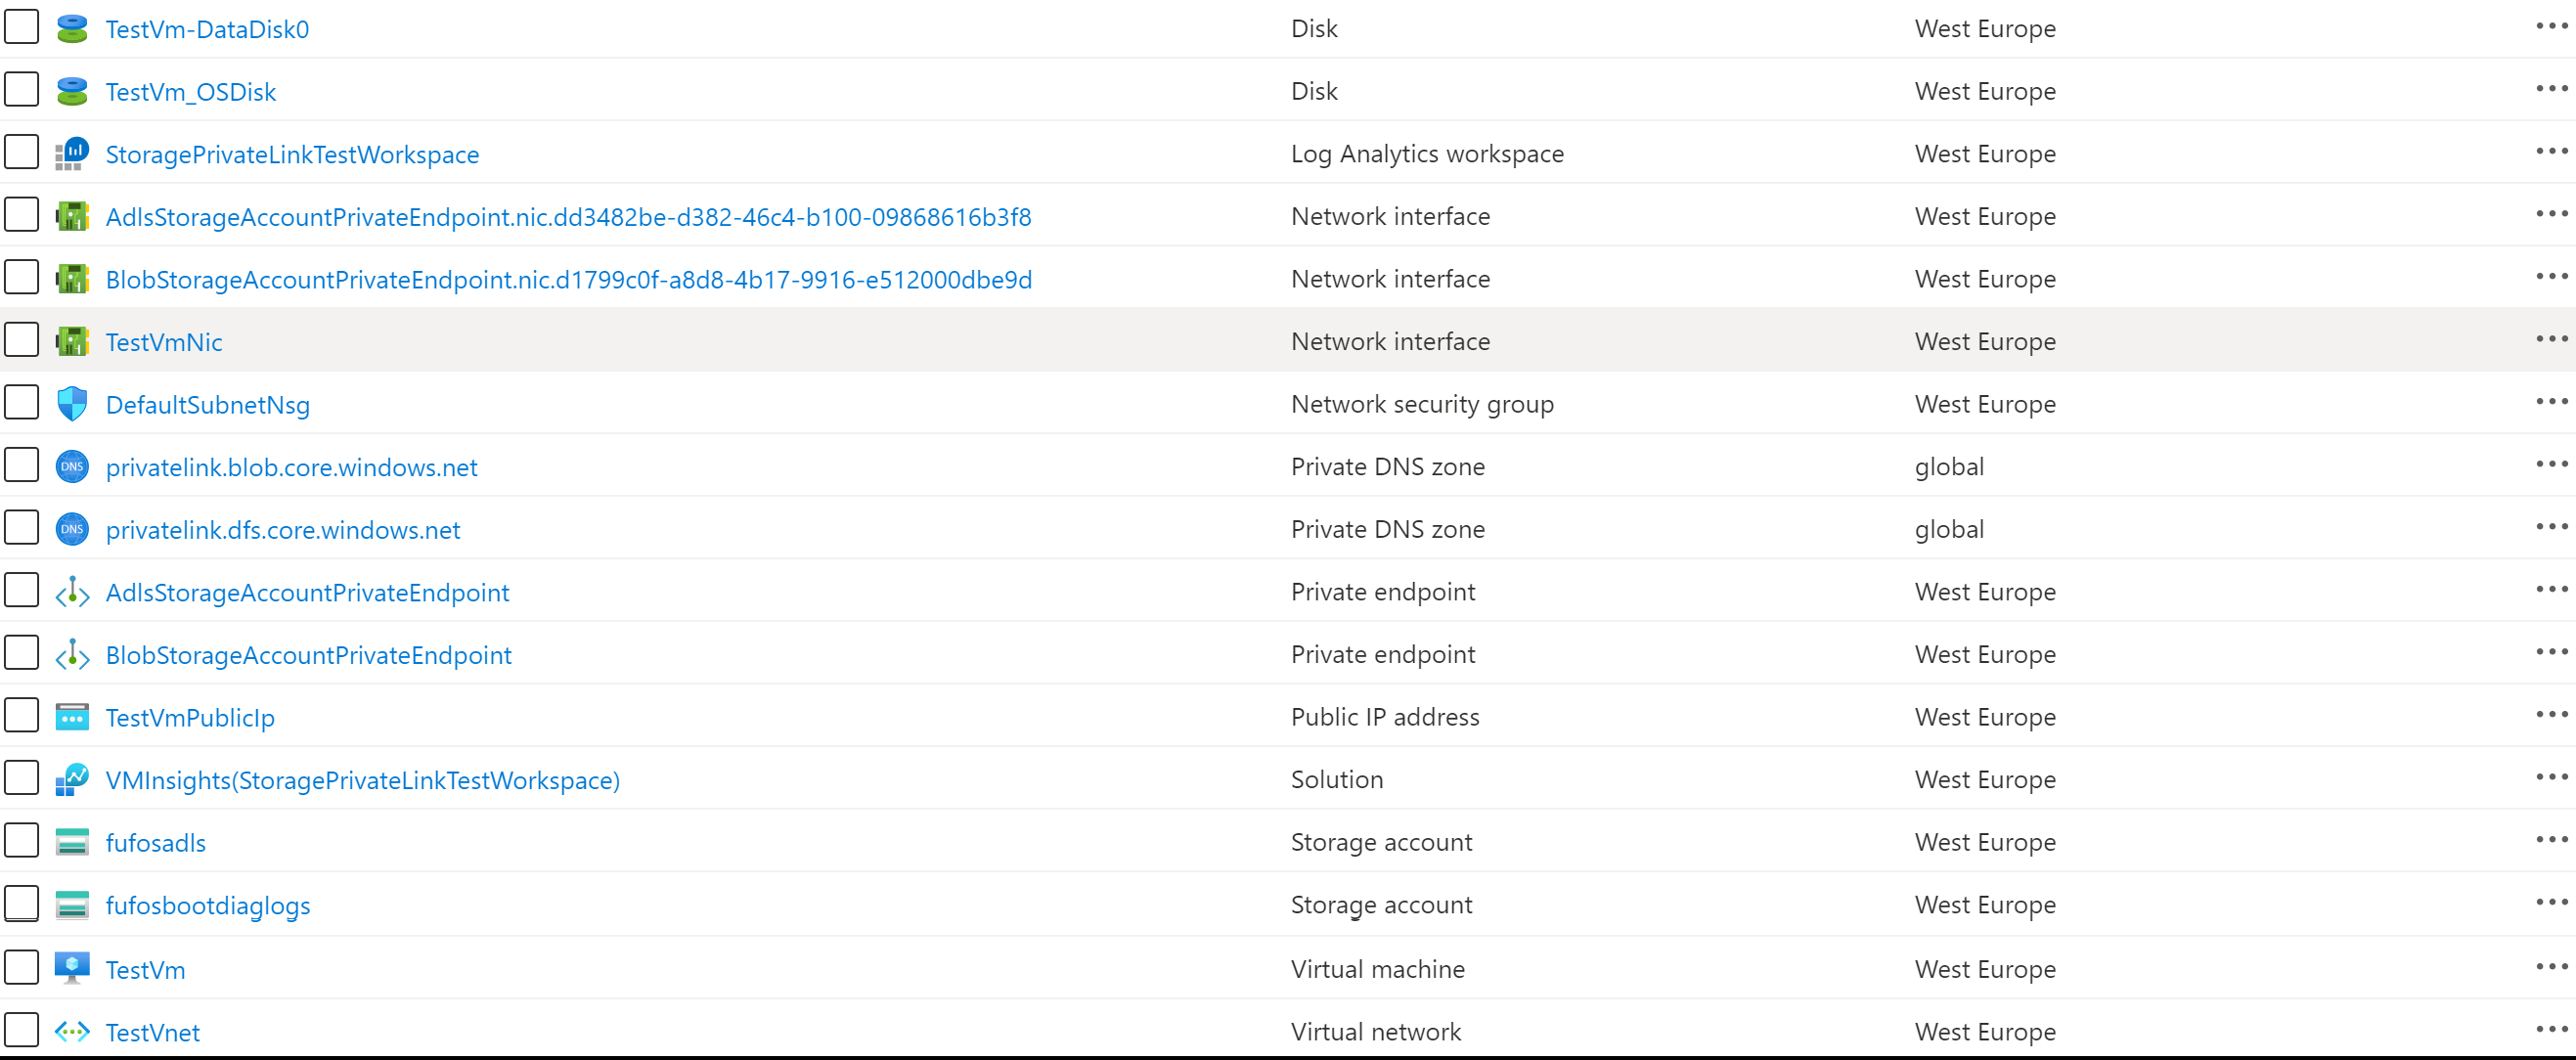 TestVm-DataDisk0 Disk West Europe
TestVm_OSDisk Disk West Europe
StoragePrivateLinkTestWorkspace Log Analytics workspace West Europe
AdlsStorageAccountPrivateEndpoint.nic.dd3482be-d382-46c4-b100-09868616b3f8 Network interface West Europe
BlobStorageAccountPrivateEndpoint.nic.d1799c0f-a8d8-4b17-9916-e512000dbe9d Network interface West Europe
TestVmNic Network interface West Europe
DefaultSubnetNsg Network security group West Europe
DNS privatelink.blob.core.windows.net Private DNS zone global
DNS privatelink.dfs.core.windows.net Private DNS zone global
AdlsStorageAccountPrivateEndpoint Private endpoint West Europe
BlobStorageAccountPrivateEndpoint Private endpoint West Europe
TestVmPublicIp Public IP address West Europe
VMInsights(StoragePrivateLinkTestWorkspace) Solution West Europe
fufosadls Storage account West Europe
fufosbootdiaglogs Storage account West Europe
TestVm Virtual machine West Europe
TestVnet Virtual network West Europe